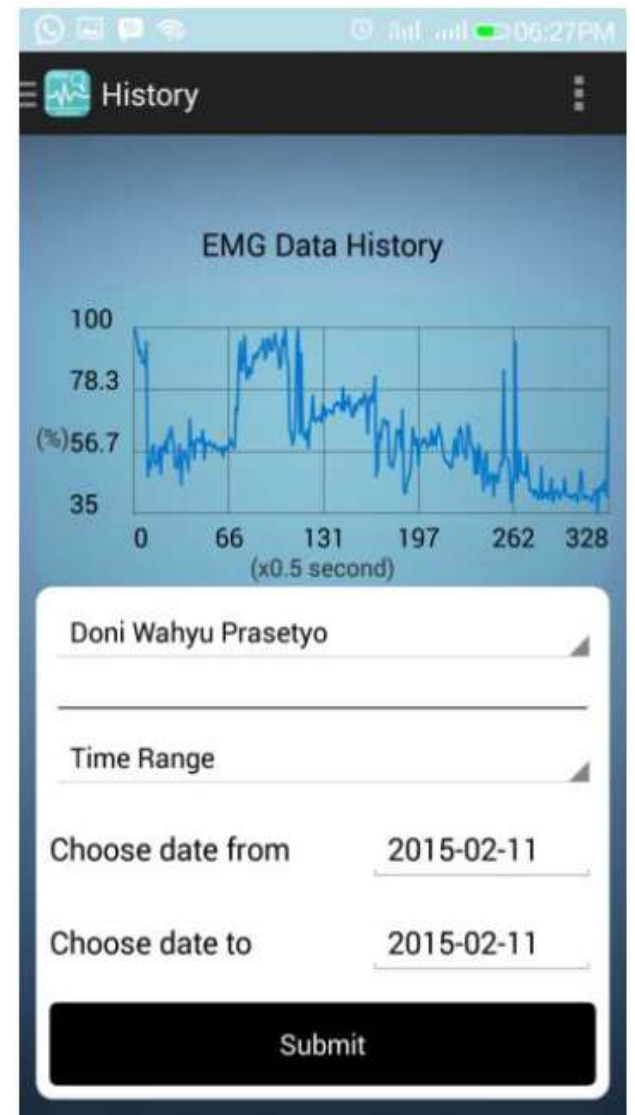 06:27PM
History
EMG Data History
100
78.3
(%)56.7
35
0 66 131 197 262 328
(x0.5 second)
Doni Wahyu Prasetyo
Time Range
Choose date from 2015-02-11
Choose date to 2015-02-11
Submit